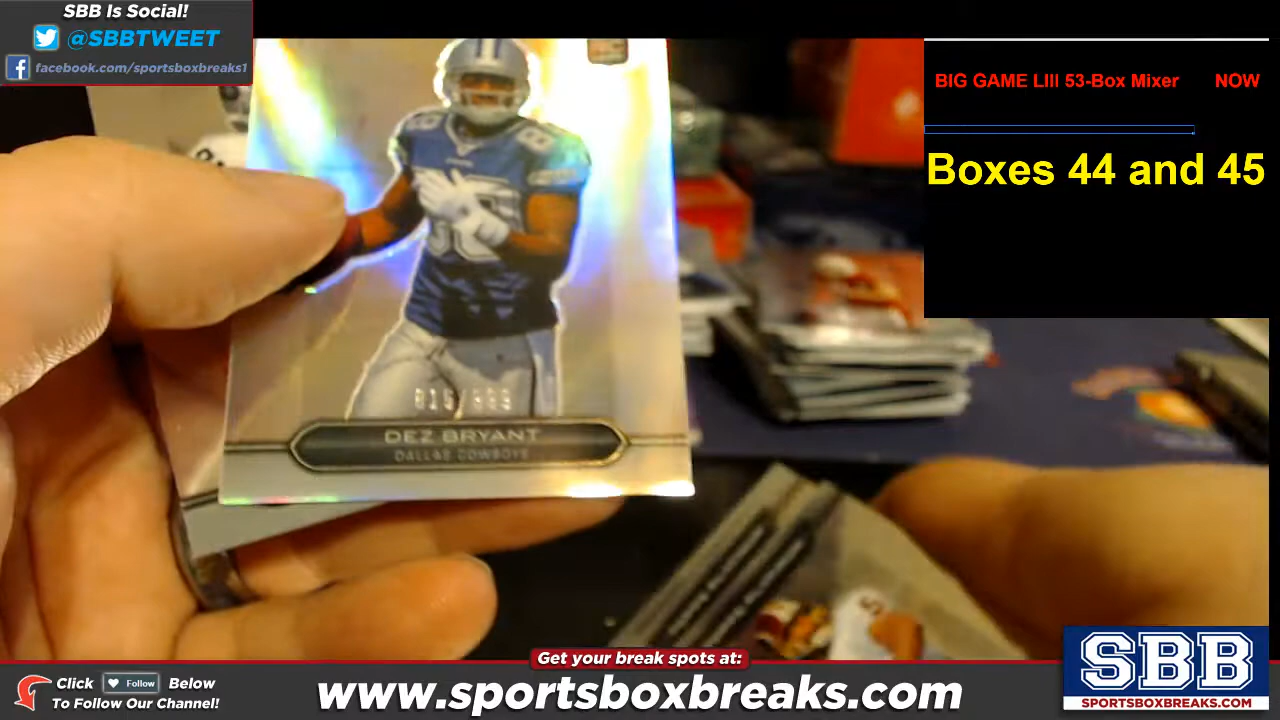 SBB Is Social!
@SBBTWEET
facebook.com/sportsboxbreaks1
BIG GAME LIII 53-Box Mixer NOW
Boxes 44 and 45
88
DEZ BRYANT
DALLAS COWBOYS
Get your break spots at:
Click Follow Below
To Follow Our Channel!
www.sportsboxbreaks.com
SBB
SPORTSBOXBREAKS.COM